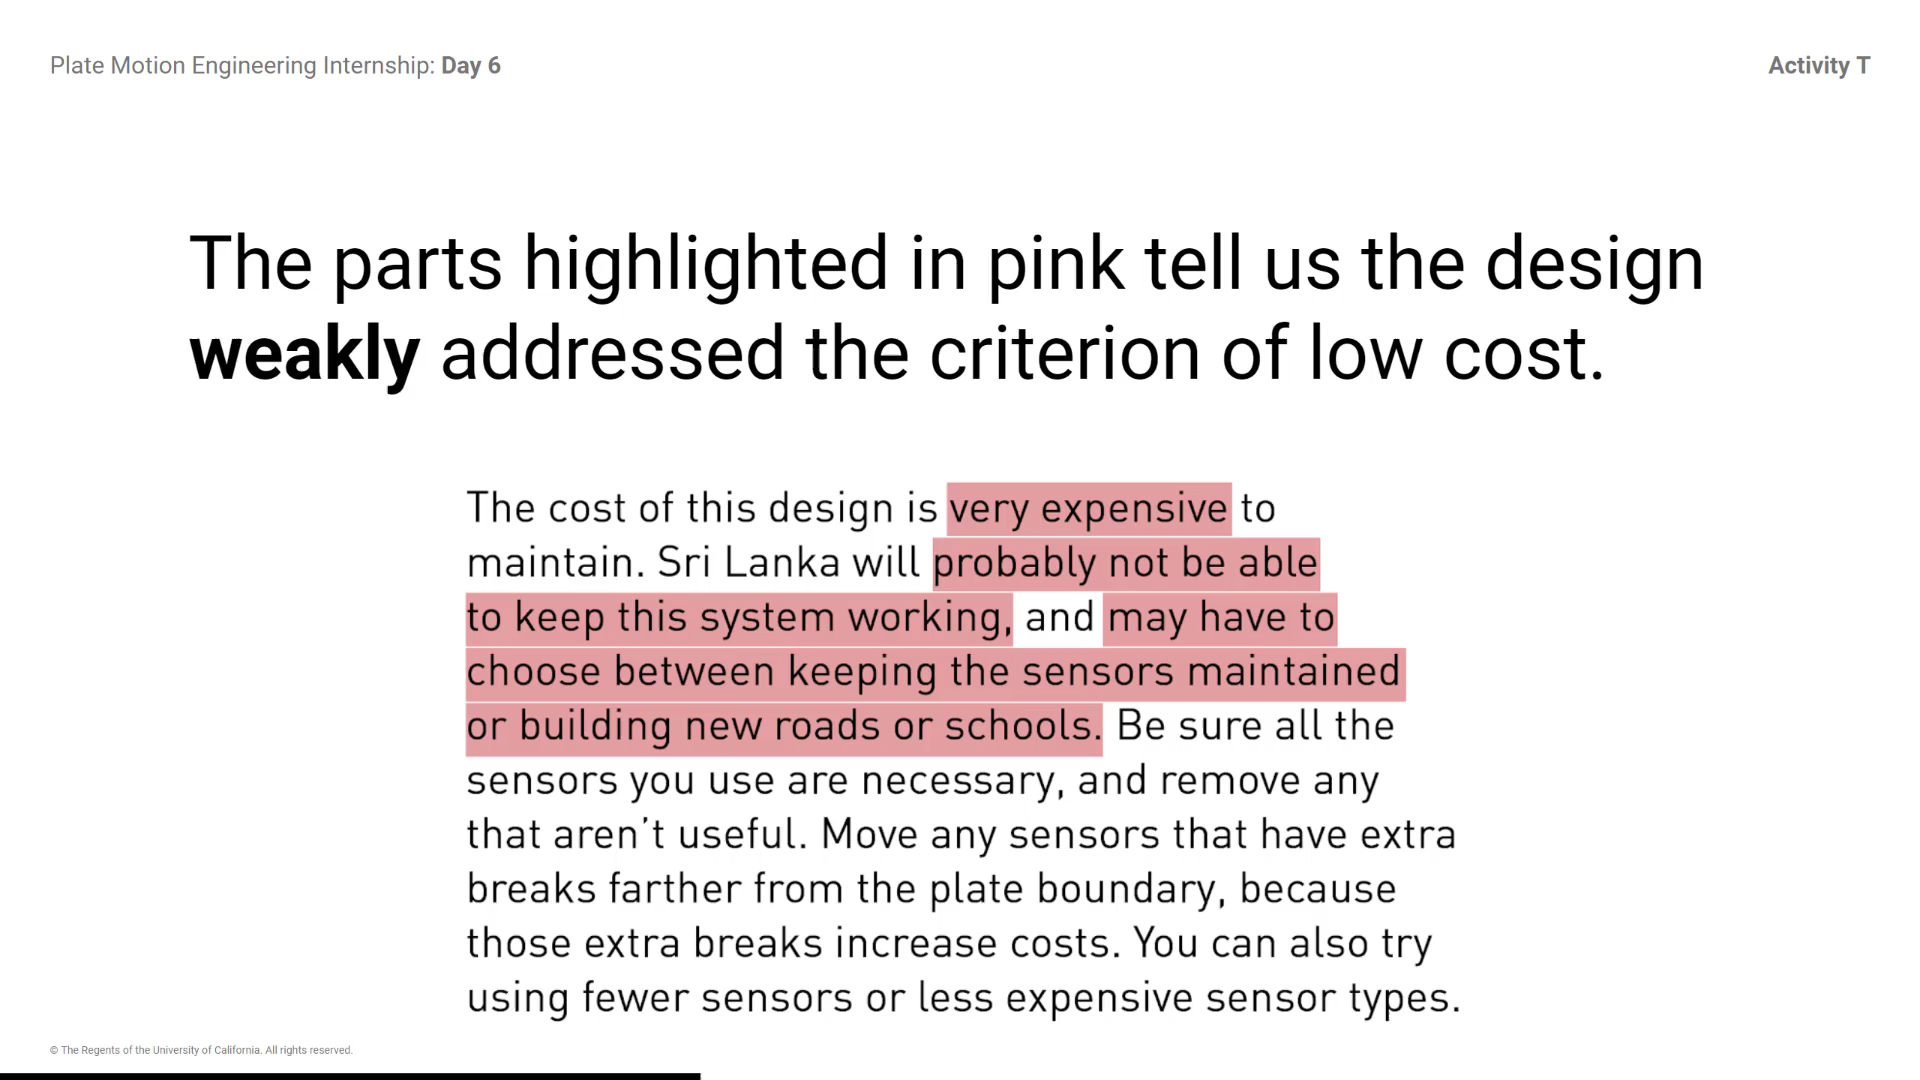 Plate Motion Engineering Internship: Day 6
Activity T
The parts highlighted in pink tell us the design
weakly addressed the criterion of low cost.
The cost of this design is very expensive to
maintain. Sri Lanka will probably not be able
to keep this system working, and may have to
choose between keeping the sensors maintained
or building new roads or schools. Be sure all the
sensors you use are necessary, and remove any
that aren’t useful. Move any sensors that have extra
breaks farther from the plate boundary, because
those extra breaks increase costs. You can also try
using fewer sensors or less expensive sensor types.
© The Regents of the University of California. All rights reserved.